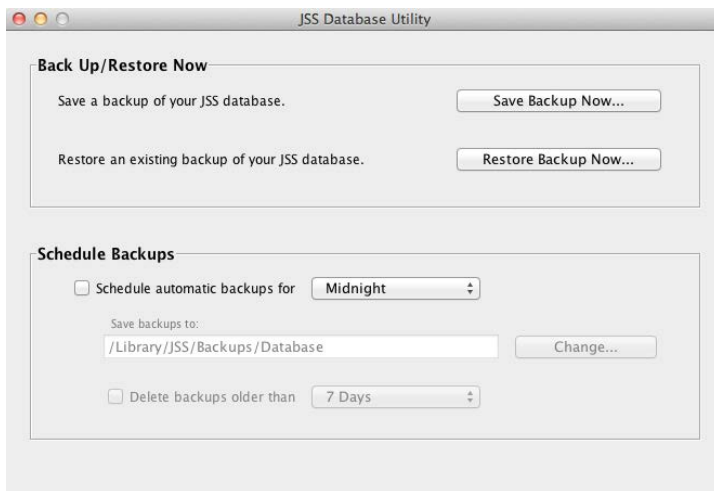 JSS Database Utility
Back Up/Restore Now
Save a backup of your JSS database.
Save Backup Now...
Restore an existing backup of your JSS database.
Restore Backup Now...
Schedule Backups
Schedule automatic backups for Midnight
Save backups to:
/Library/JSS/Backups/Database
Change...
Delete backups older than 7 Days